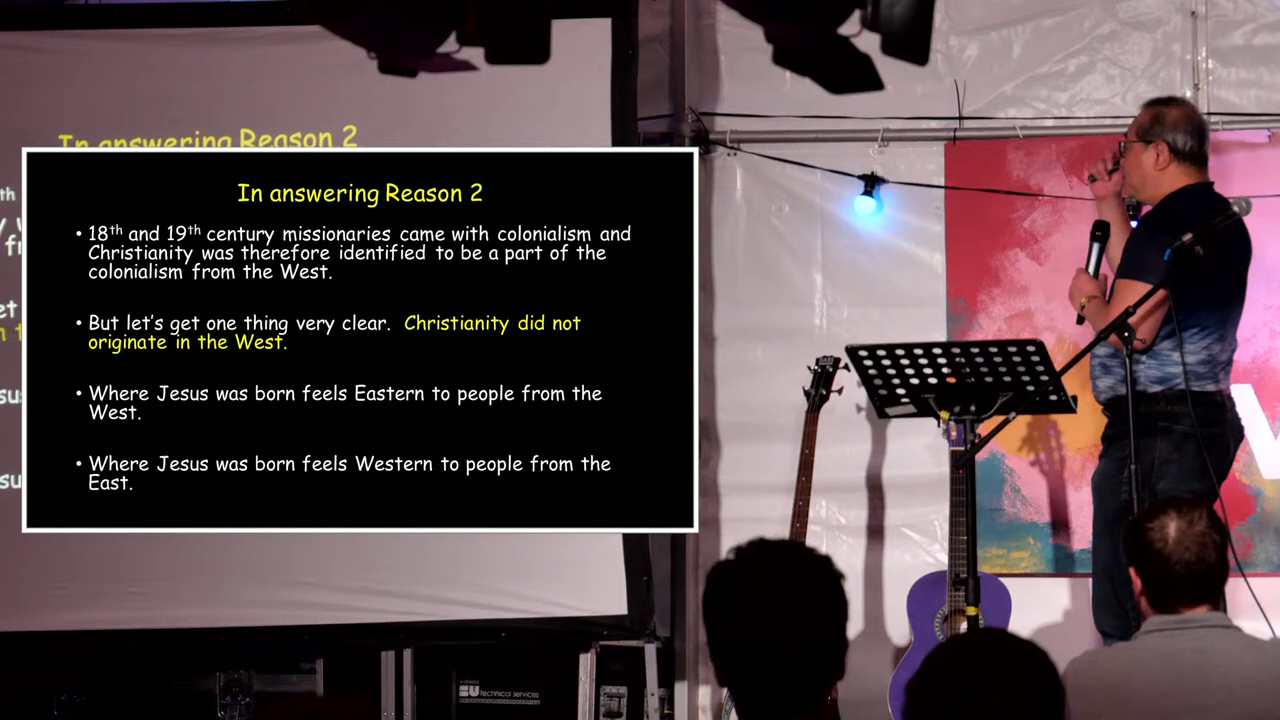 In answering Reason 2
In answering Reason 2
• 18th and 19th century missionaries came with colonialism and
Christianity was therefore identified to be a part of the
colonialism from the West.
• But let's get one thing very clear. Christianity did not
originate in the West.
• Where Jesus was born feels Eastern to people from the
West.
• Where Jesus was born feels Western to people from the
East.
technical services